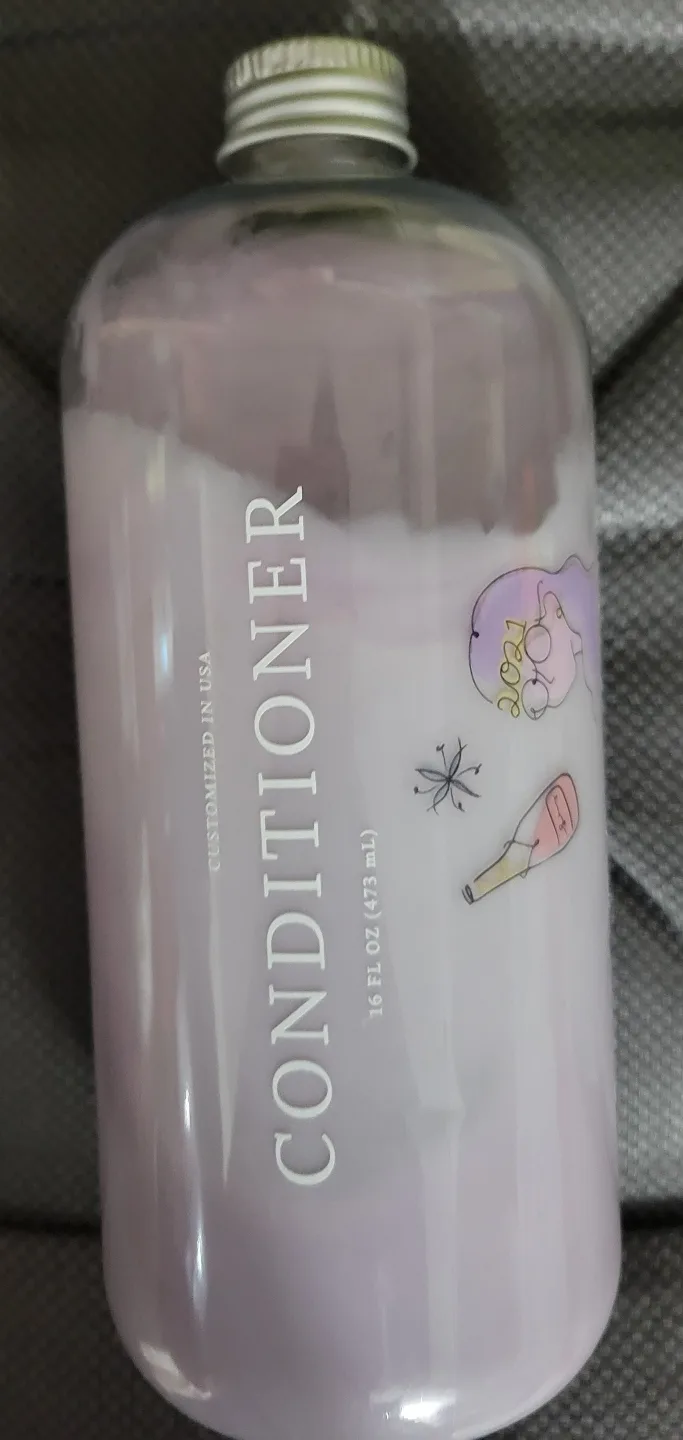 CUSTOMIZED IN USA
CONDITIONER
16 FL OZ (473 mL)
2021